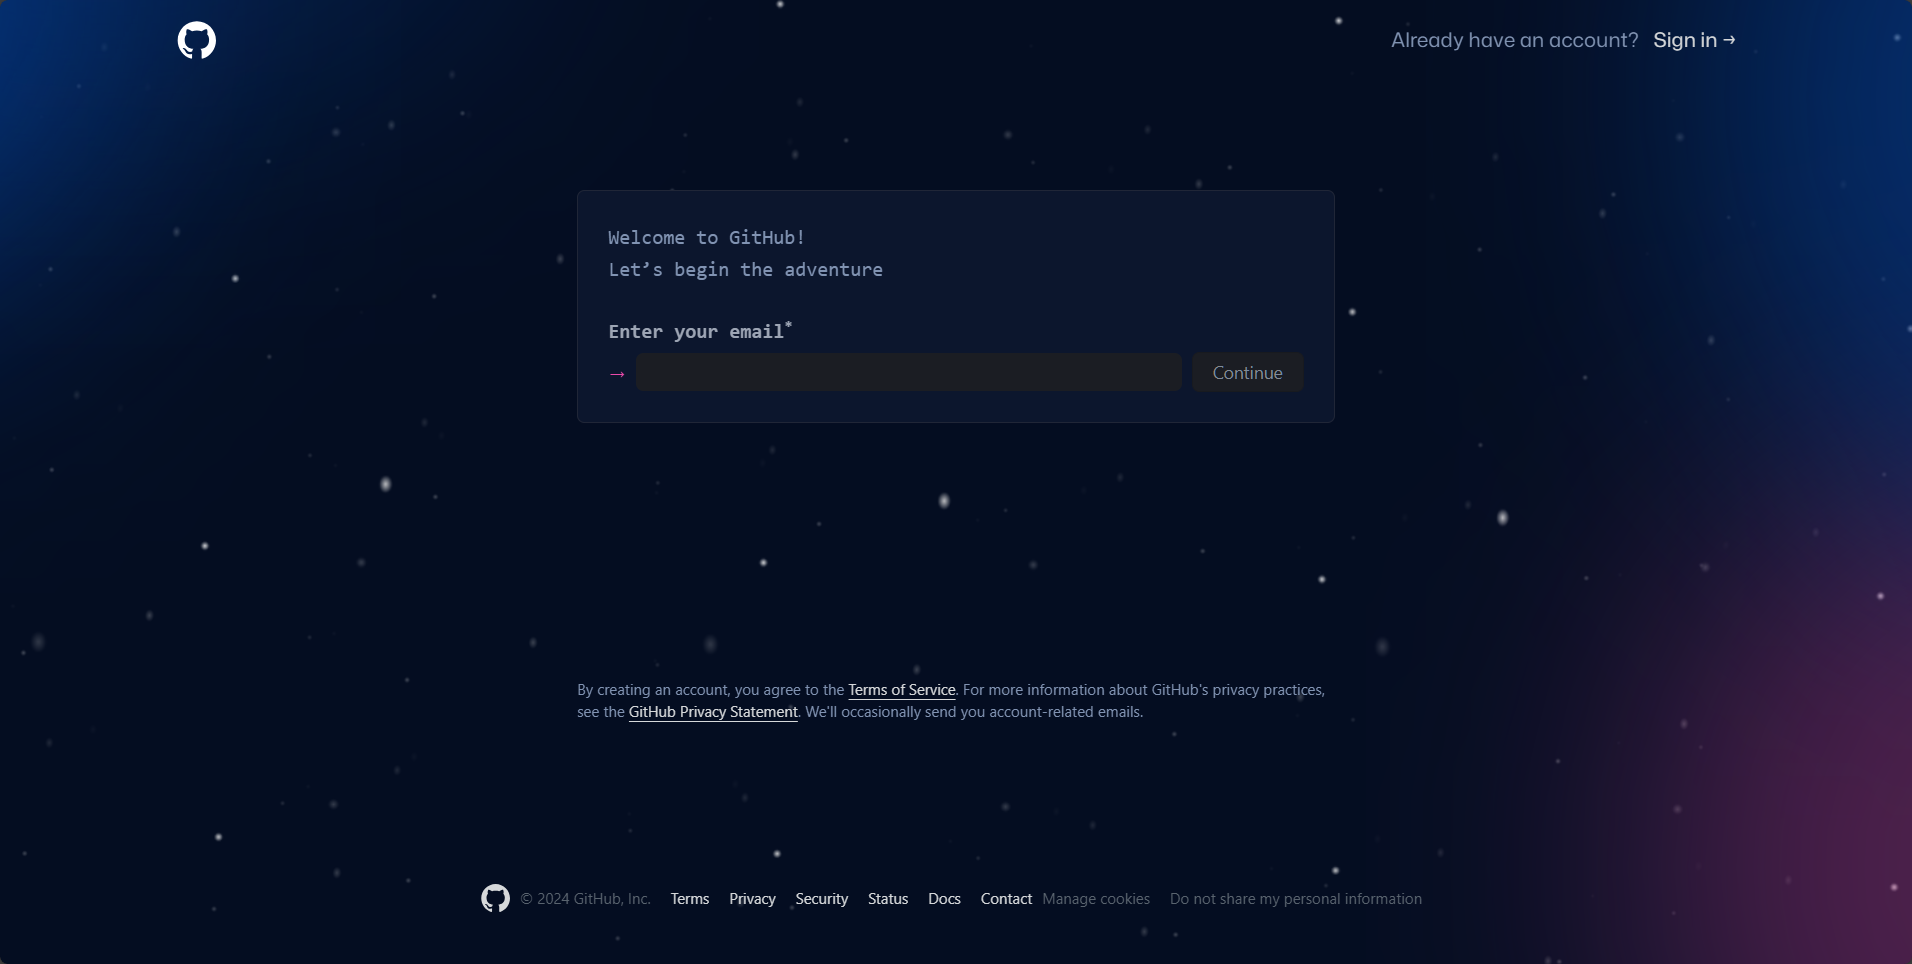 Already have an account? Sign in →
Welcome to GitHub!
Let’s begin the adventure
Enter your email*
→ Continue
By creating an account, you agree to the Terms of Service. For more information about GitHub's privacy practices,
see the GitHub Privacy Statement. We'll occasionally send you account-related emails.
© 2024 GitHub, Inc. Terms Privacy Security Status Docs Contact Manage cookies Do not share my personal information